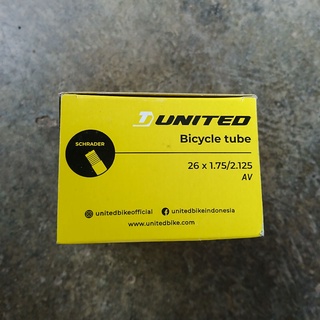 UNITED
Bicycle tube
SCHRADER
26 x 1.75/2.125
AV
unitedbikeofficial unitedbikeindonesia
www.unitedbike.com